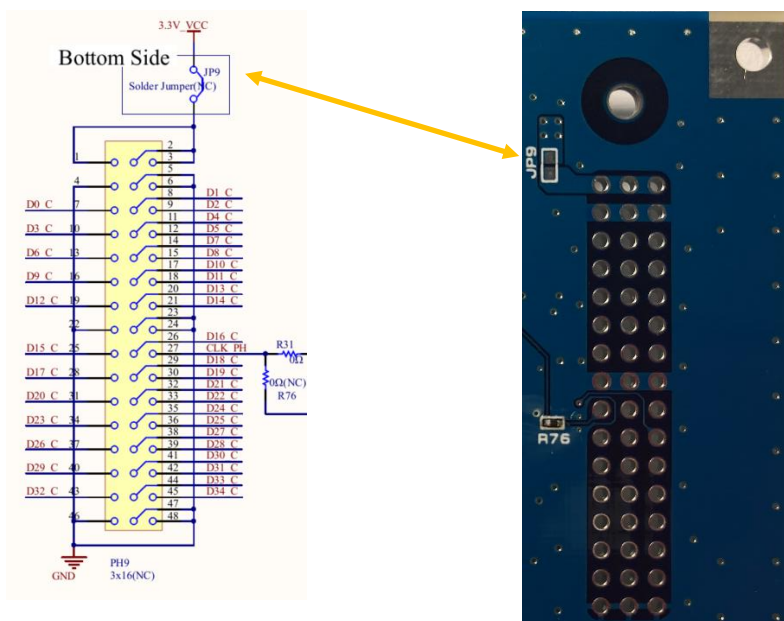 3.3V_VCC
Bottom Side
JP9
Solder Jumper(NC)
1
2
3
4
5
6
D0_C 7
8 D1_C
9 D2_C
D3_C 10
11 D4_C
12 D5_C
D6_C 13
14 D7_C
15 D8_C
D9_C 16
17 D10_C
18 D11_C
D12_C 19
20 D13_C
21 D14_C
22
23
24
D15_C 25
26 D16_C
27 CLK_PH
D17_C 28
29 D18_C
30 D19_C
D20_C 31
32 D21_C
33 D22_C
D23_C 34
35 D24_C
36 D25_C
D26_C 37
38 D27_C
39 D28_C
D29_C 40
41 D30_C
42 D31_C
D32_C 43
44 D33_C
45 D34_C
46
47
48
R31
0Ω
0Ω(NC)
R76
GND
PH9
3x16(NC)
JP9
R76